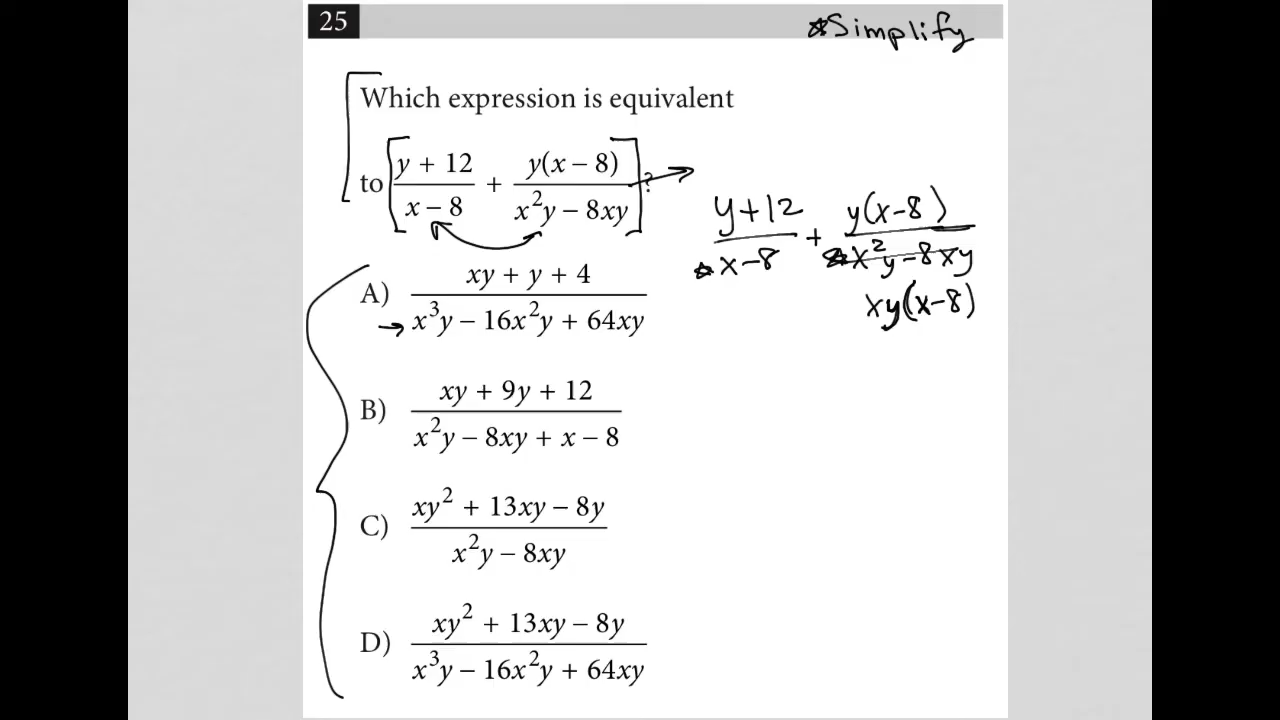 25
*Simplify
Which expression is equivalent
to [(y + 12)/(x − 8) + y(x − 8)/(x²y − 8xy)]?
(y+12)/(*x−8) + y(x−8)/(*x²y−8xy)
xy(x−8)
A) (xy + y + 4)/(x³y − 16x²y + 64xy)
B) (xy + 9y + 12)/(x²y − 8xy + x − 8)
C) (xy² + 13xy − 8y)/(x²y − 8xy)
D) (xy² + 13xy − 8y)/(x³y − 16x²y + 64xy)